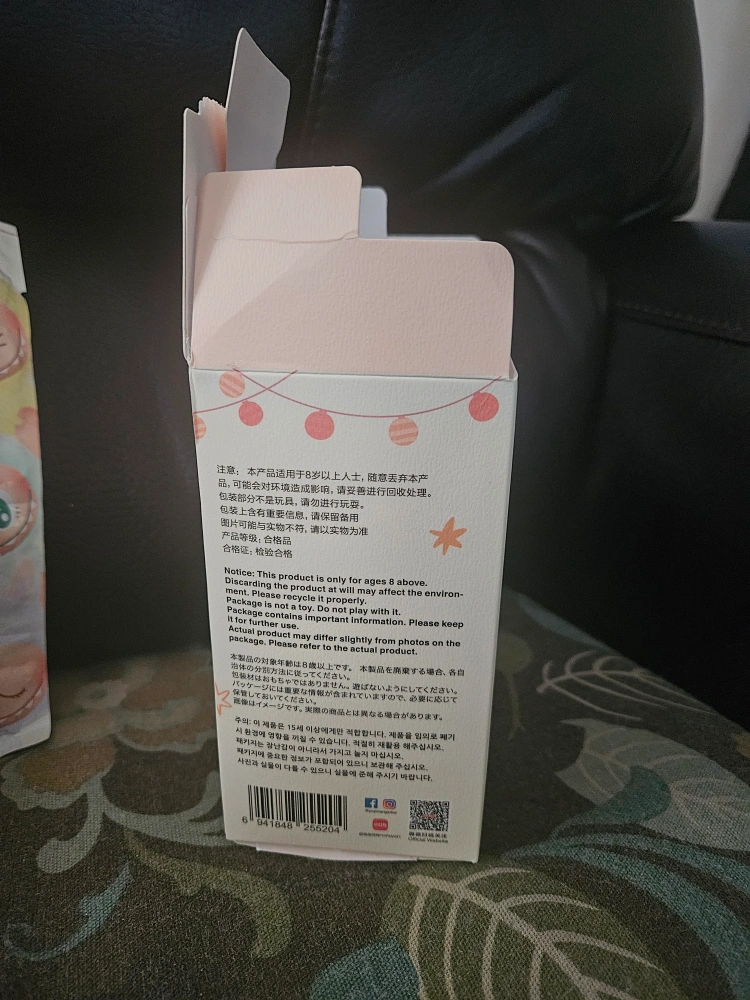 注意： 本产品适用于8岁以上人士, 随意丢弃本产
品, 可能会对环境造成影响, 请妥善进行回收处理。
包装部分不是玩具, 请勿进行玩耍。
包装上含有重要信息, 请保留备用
图片可能与实物不符, 请以实物为准
产品等级: 合格品
合格证: 检验合格
Notice: This product is only for ages 8 above.
Discarding the product at will may affect the environ-
ment. Please recycle it properly.
Package is not a toy. Do not play with it.
Package contains important information. Please keep
it for further use.
Actual product may differ slightly from photos on the
package. Please refer to the actual product.
本製品の対象年齢は8歳以上です。 本製品を廃棄する場合、各自
治体の分別方法に従ってください。
包装材はおもちゃではありません。遊ばないようにしてください。
パッケージには重要な情報が含まれていますので、必要に応じて
保管しておいてください。
画像はイメージです。実際の商品とは異なる場合があります。
주의: 이 제품은 15세 이상에게만 적합합니다. 제품을 임의로 폐기
시 환경에 영향을 끼질 수 있습니다. 적절히 재활용 해주십시오.
패키지는 장난감이 아니라서 가지고 놀지 마십시오.
패키지에 중요한 정보가 포함되어 있으니 보관해 주십시오.
사진과 실물이 다를 수 있으니 실물에 준해 주시기 바랍니다.
6 941848 255204
Official Website